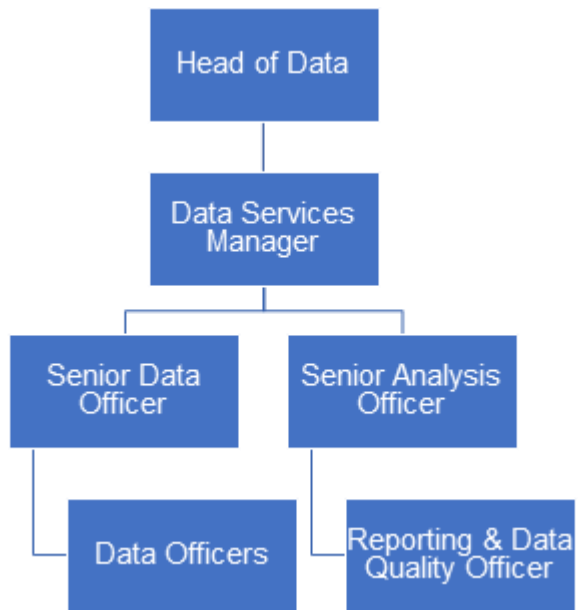 Head of Data
Data Services
Manager
Senior Data
Officer
Senior Analysis
Officer
Data Officers
Reporting & Data
Quality Officer